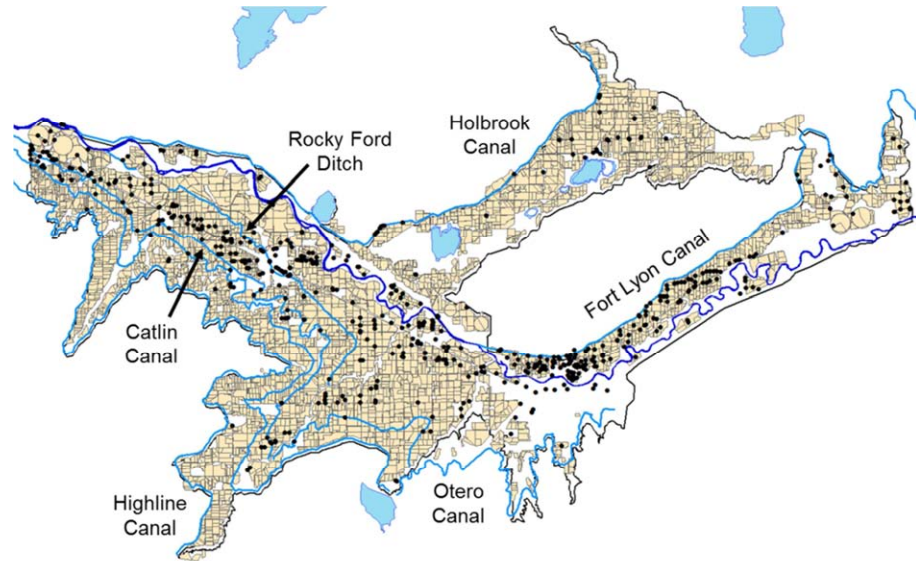 Rocky Ford
Ditch
Holbrook
Canal
Fort Lyon Canal
Catlin
Canal
Highline
Canal
Otero
Canal